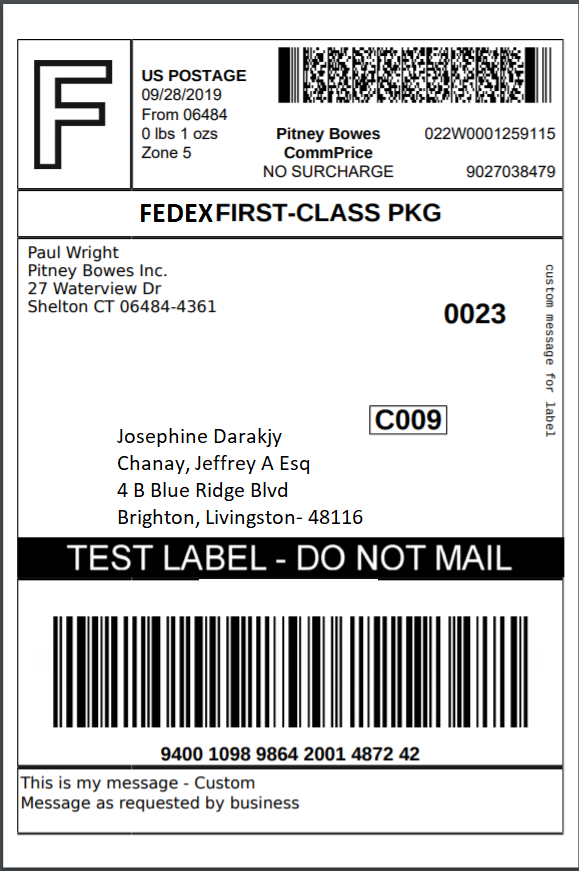 F
US POSTAGE
09/28/2019
From 06484
0 lbs 1 ozs
Zone 5
Pitney Bowes
CommPrice
NO SURCHARGE
022W0001259115
9027038479
FEDEX FIRST-CLASS PKG
Paul Wright
Pitney Bowes Inc.
27 Waterview Dr
Shelton CT 06484-4361
0023
custom message for label
C009
Josephine Darakjy
Chanay, Jeffrey A Esq
4 B Blue Ridge Blvd
Brighton, Livingston- 48116
TEST LABEL - DO NOT MAIL
9400 1098 9864 2001 4872 42
This is my message - Custom
Message as requested by business